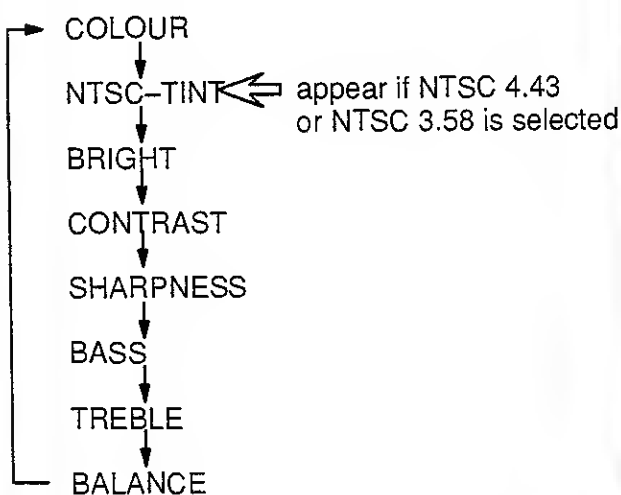 COLOUR
NTSC–TINT appear if NTSC 4.43
or NTSC 3.58 is selected
BRIGHT
CONTRAST
SHARPNESS
BASS
TREBLE
BALANCE